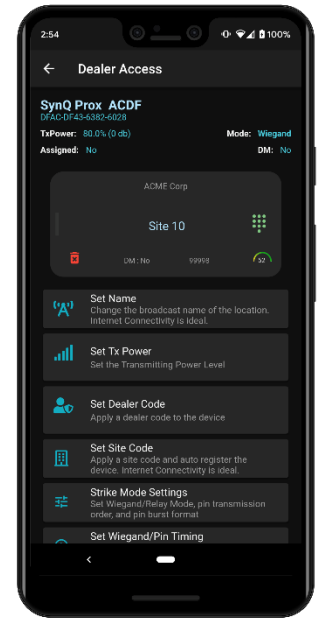 2:54
100%
Dealer Access
SynQ Prox ACDF
DFAC-DF43-6382-6028
TxPower: 80.0% (0 db) Mode: Wiegand
Assigned: No DM: No
ACME Corp
Site 10
DM : No 99998 52
Set Name
Change the broadcast name of the location.
Internet Connectivity is ideal.
Set Tx Power
Set the Transmitting Power Level
Set Dealer Code
Apply a dealer code to the device
Set Site Code
Apply a site code and auto register the
device. Internet Connectivity is ideal.
Strike Mode Settings
Set Wiegand/Relay Mode, pin transmission
order, and pin burst format
Set Wiegand/Pin Timing